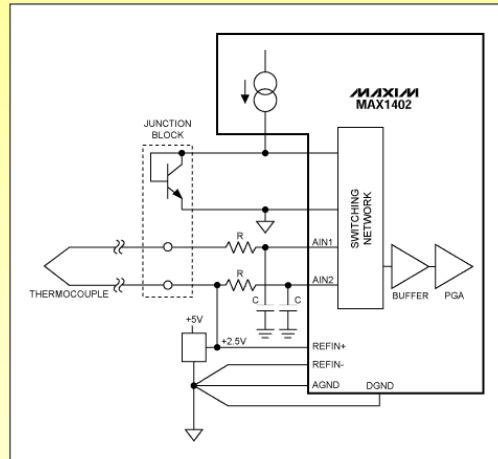 MAXIM
MAX1402
JUNCTION
BLOCK
SWITCHING
NETWORK
R
AIN1
R
AIN2
C
C
BUFFER
PGA
THERMOCOUPLE
+5V
+2.5V
REFIN+
REFIN-
AGND
DGND